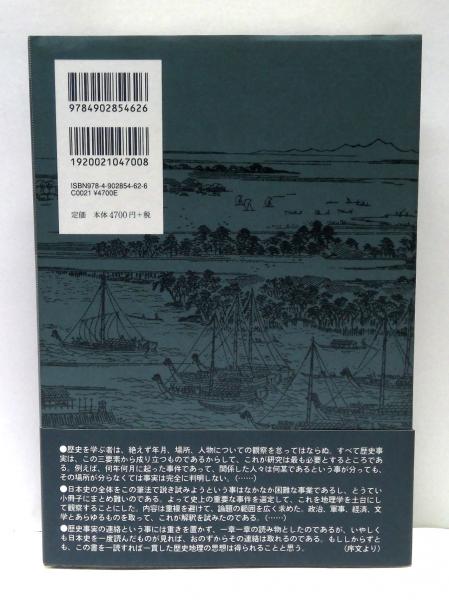 9784902854626
1920021047008
ISBN978-4-902854-62-6
C0021 ¥4700E
定価 本体4700円+税
●歴史を学ぶ者は、絶えず年月、場所、人物についての観察を怠ってはならぬ。すべて歴史事
実は、この三要素から成り立つものであるからして、これが研究は最も必要とするところであ
る。例えば、何年何月に起った事件であって、関係した人々は何某であるという事が分っても、
その場所が分らなくては事実は完全に判明しない。(……)
●日本史の全体をこの筆法で説き試みようという事はなかなか困難な事業であるし、とうてい
小冊子にまとめ難いのである。よって史上の重要な事件を選定して、これを地理学を土台にし
て観察することにした。内容は重複を避けて、論題の範囲を広く求めた。政治、軍事、経済、文
学とあらゆるものを取って、これが解釈を試みたのである。(……)
●歴史事実の連絡という事には重きを置かず、一章一章の読み物としたのであるが、いやしく
も日本史を一度読んだものが見れば、おのずからその連絡は取れるのである。もししからずと
も、この書を一読すれば一貫した歴史地理の思想は得られることと思う。 (序文より)